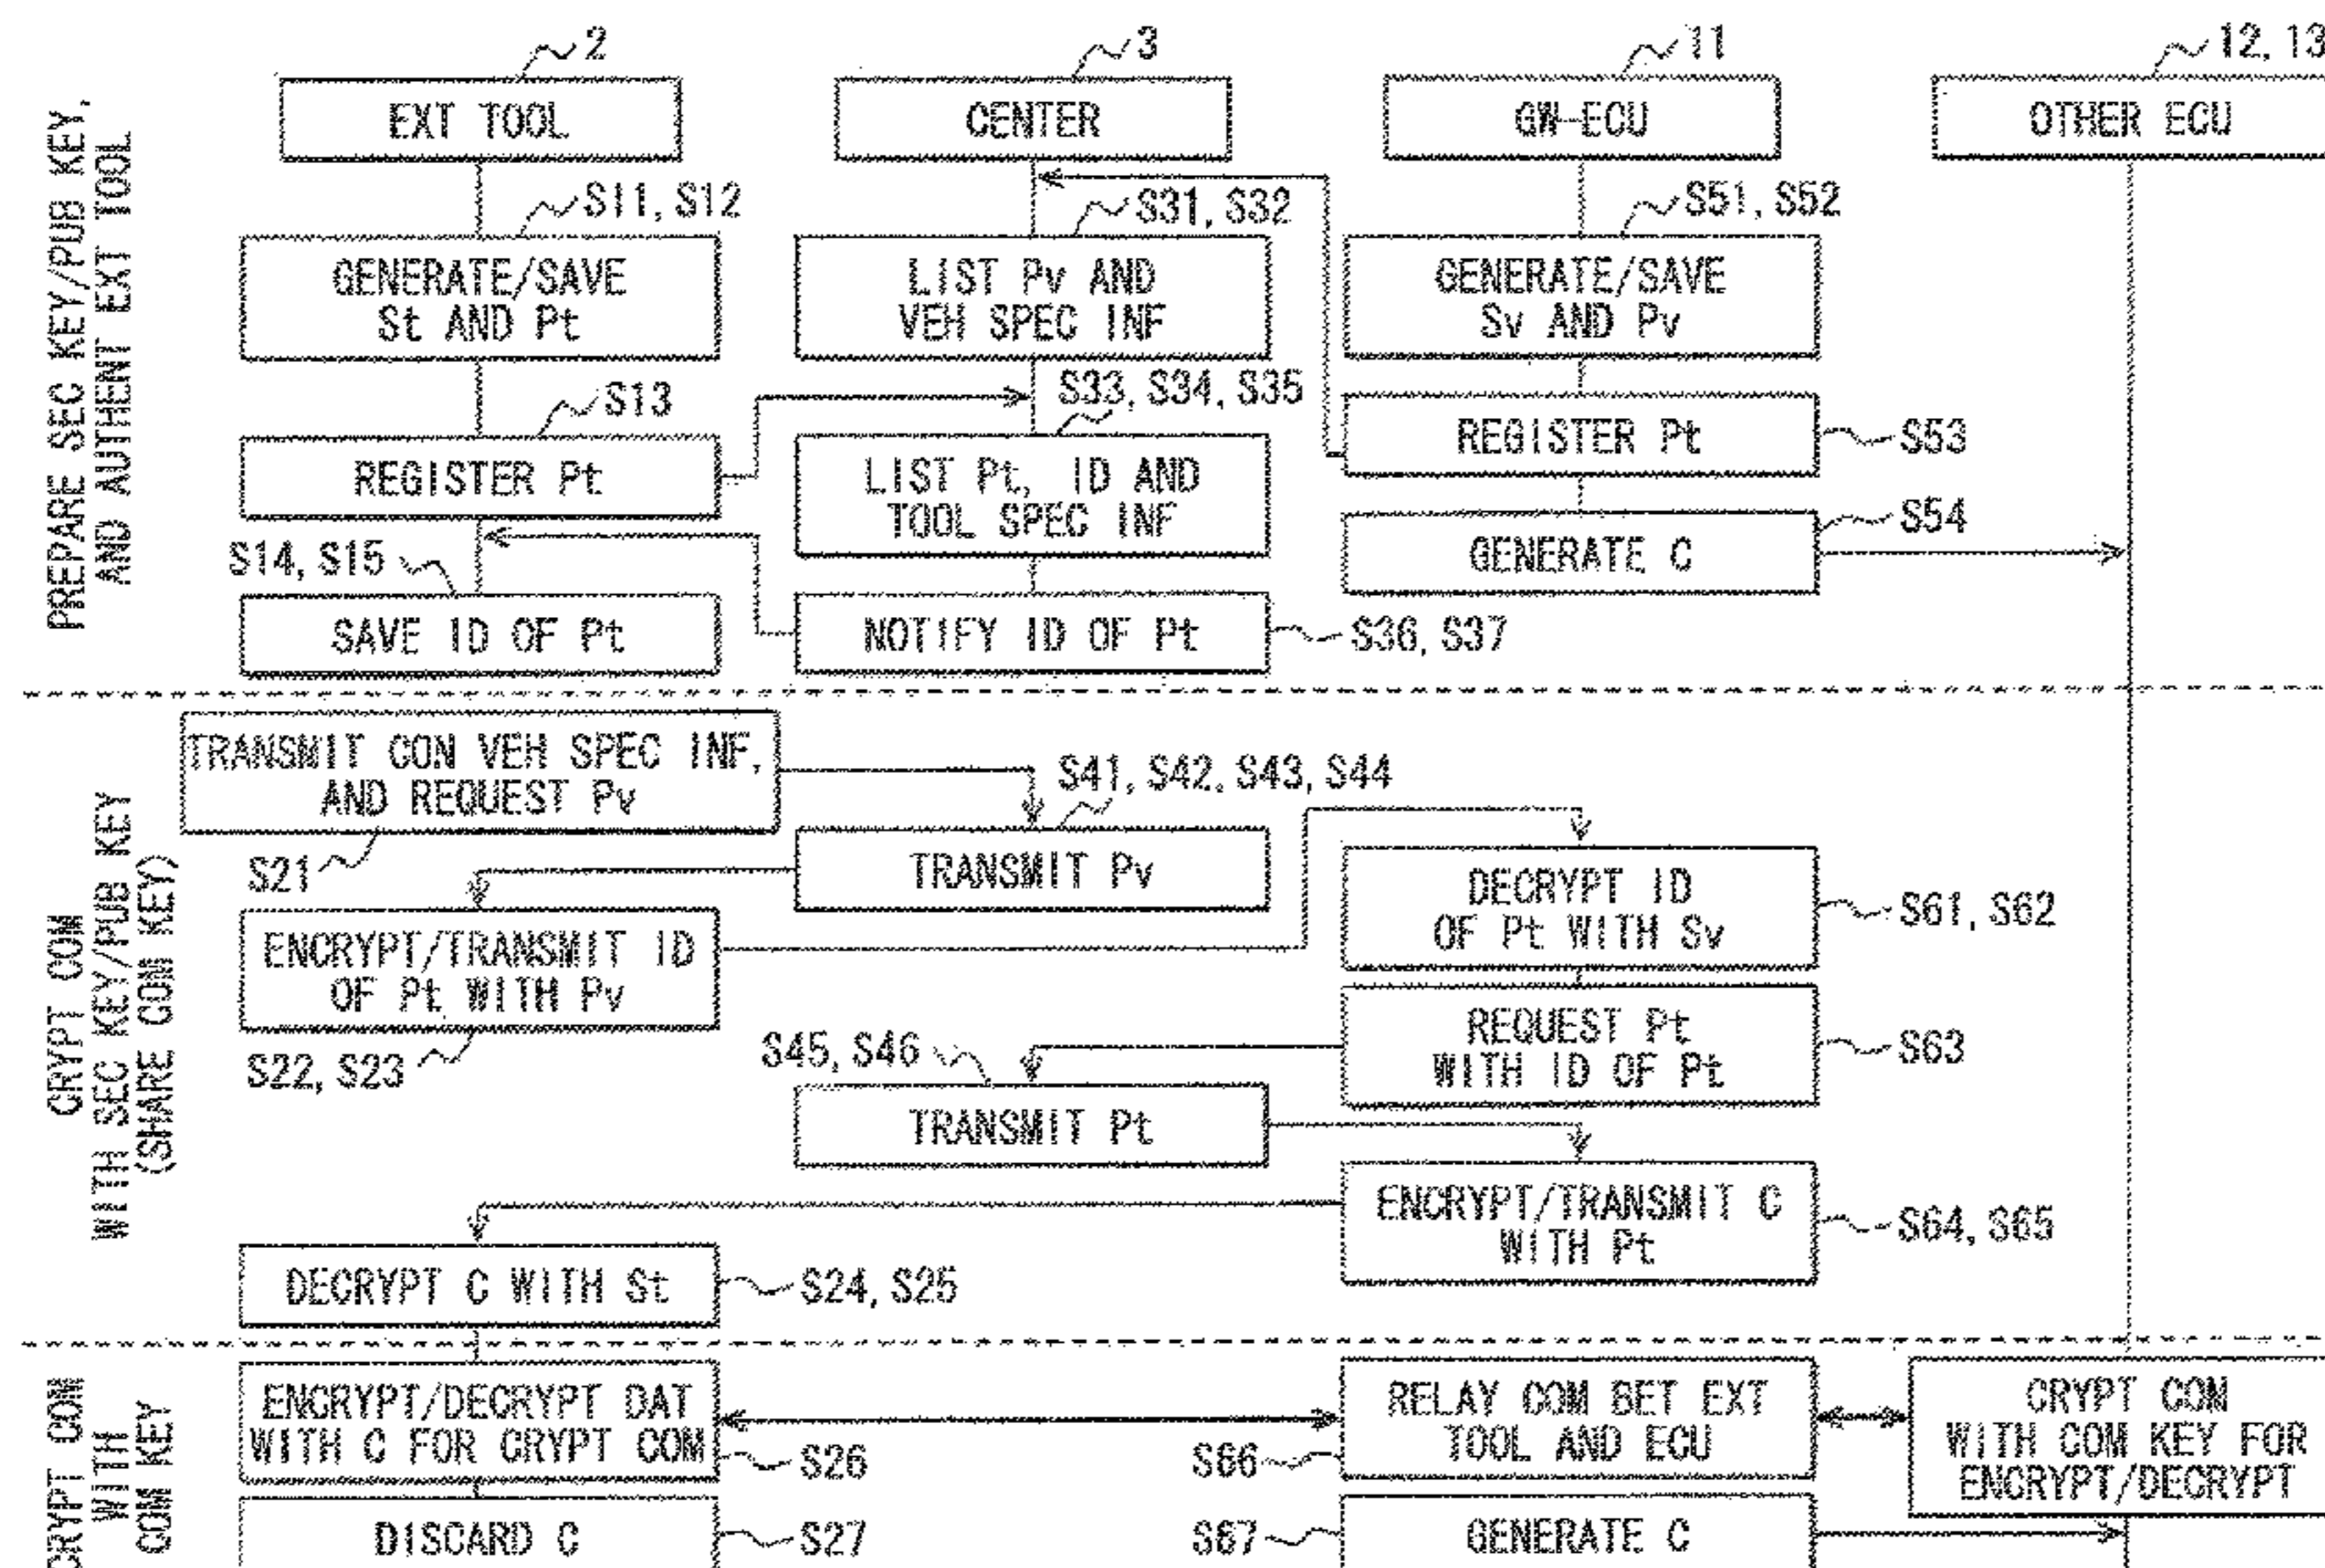 2
3
11
12, 13
EXT TOOL
CENTER
GW-ECU
OTHER ECU
PREPARE SEC KEY/PUB KEY,
AND AUTHENT EXT TOOL
S11, S12
S31, S32
S51, S52
GENERATE/SAVE
St AND Pt
LIST Pv AND
VEH SPEC INF
GENERATE/SAVE
Sv AND Pv
S13
S33, S34, S35
REGISTER Pt
LIST Pt, ID AND
TOOL SPEC INF
REGISTER Pt
S53
S54
GENERATE C
S14, S15
SAVE ID OF Pt
NOTIFY ID OF Pt
S36, S37
CRYPT COM
WITH SEC KEY/PUB KEY
(SHARE COM KEY)
TRANSMIT CON VEH SPEC INF,
AND REQUEST Pv
S21
S41, S42, S43, S44
TRANSMIT Pv
DECRYPT ID
OF Pt WITH Sv
S61, S62
ENCRYPT/TRANSMIT ID
OF Pt WITH Pv
S22, S23
REQUEST Pt
WITH ID OF Pt
S63
S45, S46
TRANSMIT Pt
ENCRYPT/TRANSMIT C
WITH Pt
S64, S65
DECRYPT C WITH St
S24, S25
CRYPT COM
WITH
COM KEY
ENCRYPT/DECRYPT DAT
WITH C FOR CRYPT COM
S26
RELAY COM BET EXT
TOOL AND ECU
S66
CRYPT COM
WITH COM KEY FOR
ENCRYPT/DECRYPT
DISCARD C
S27
S67
GENERATE C